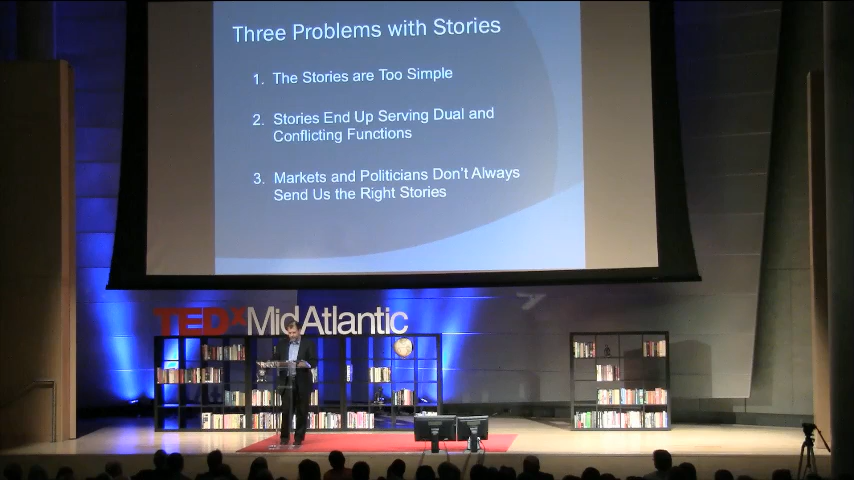 Three Problems with Stories
1. The Stories are Too Simple
2. Stories End Up Serving Dual and
Conflicting Functions
3. Markets and Politicians Don't Always
Send Us the Right Stories
TEDxMidAtlantic